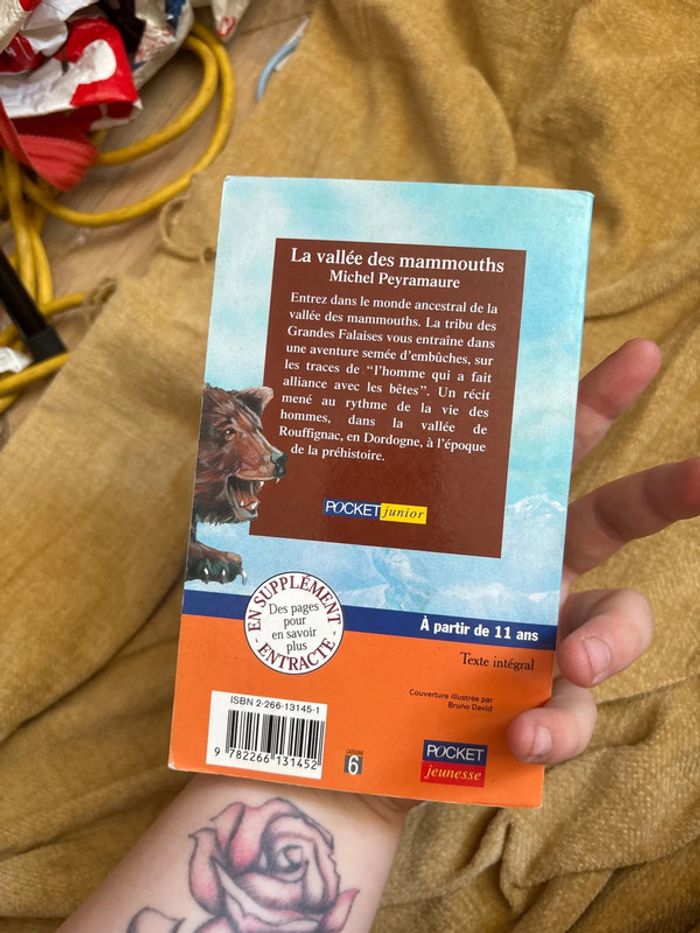 La vallée des mammouths
Michel Peyramaure
Entrez dans le monde ancestral de la
vallée des mammouths. La tribu des
Grandes Falaises vous entraîne dans
une aventure semée d'embûches, sur
les traces de "l'homme qui a fait
alliance avec les bêtes". Un récit
mené au rythme de la vie des
hommes, dans la vallée de
Rouffignac, en Dordogne, à l'époque
de la préhistoire.
POCKET junior
EN SUPPLÉMENT
Des pages
pour
en savoir
plus
- ENTRACTE -
À partir de 11 ans
Texte intégral
Couverture illustrée par
Bruno David
ISBN 2-266-13145-1
9 782266 131452
CATÉGORIE
6
POCKET
jeunesse